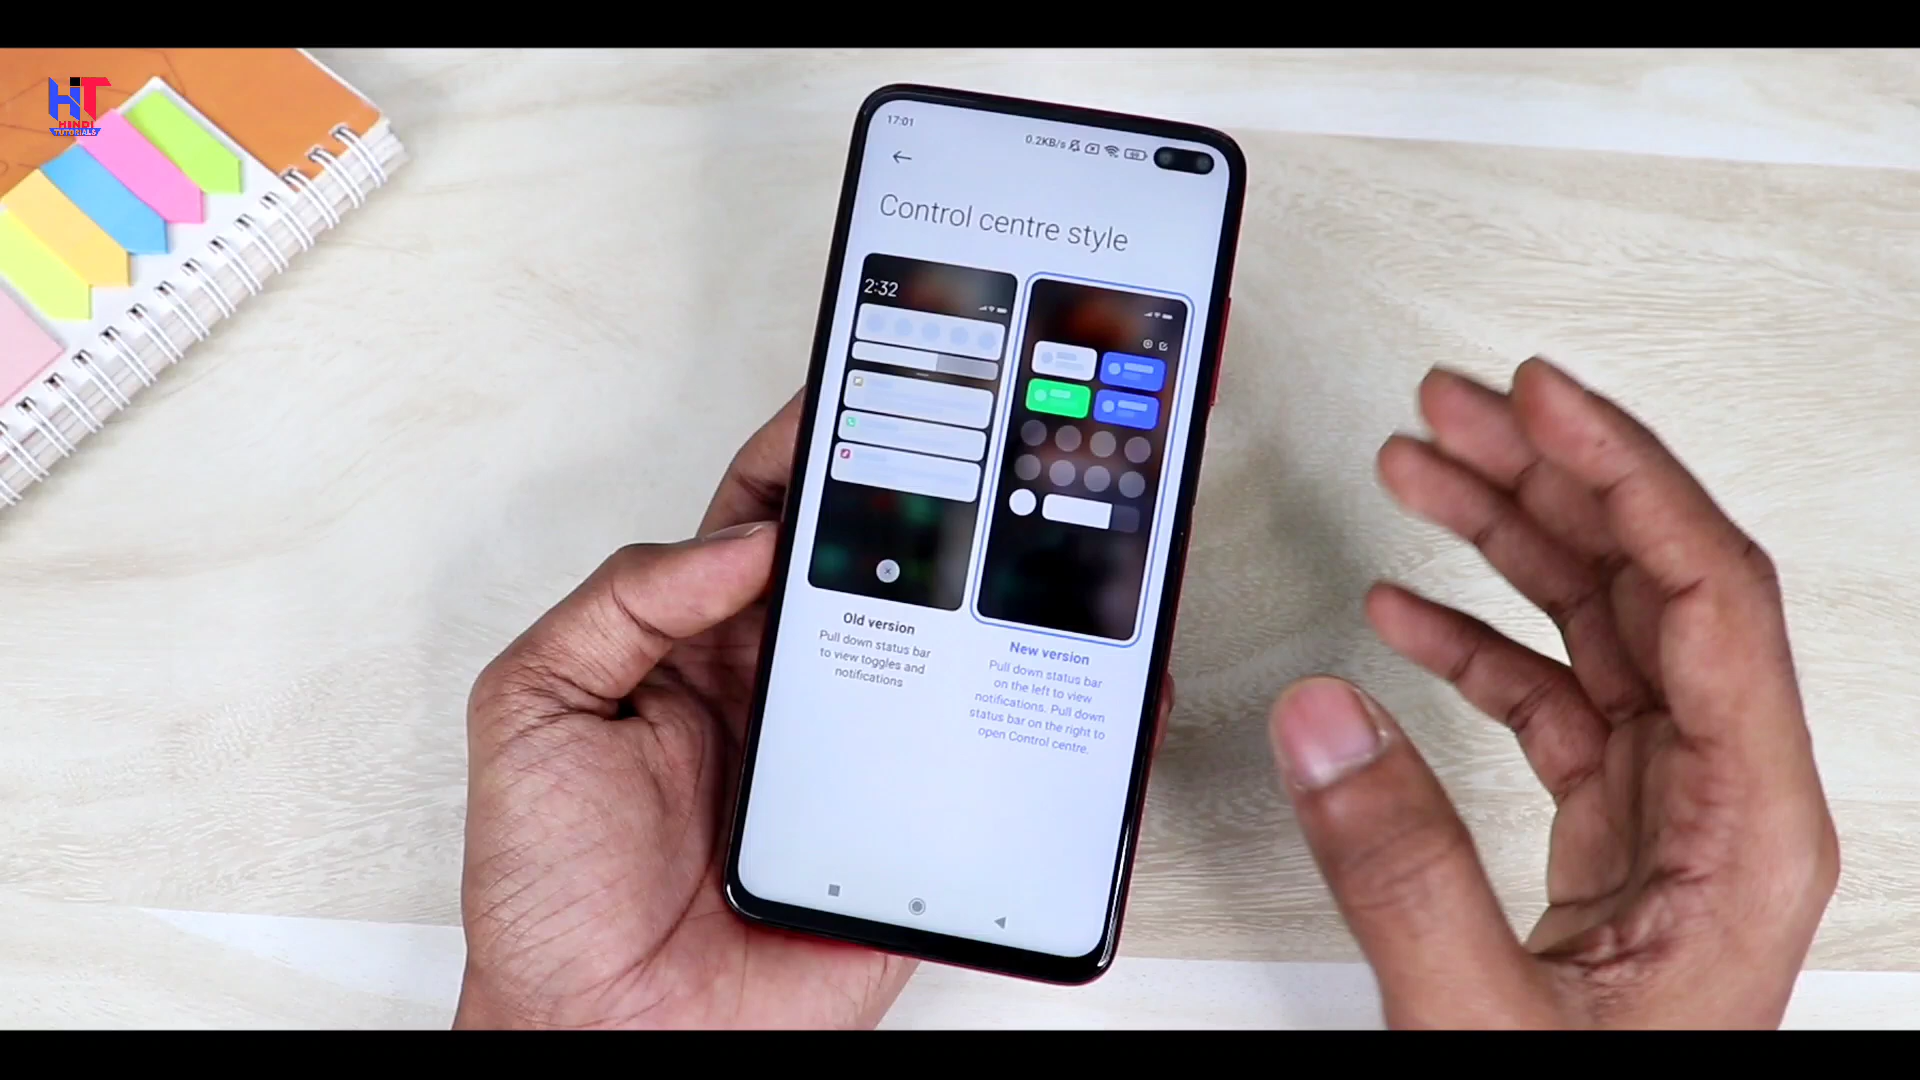 HT
HINDI
TUTORIALS
17:01
0.2KB/s
Control centre style
2:32
Old version
Pull down status bar
to view toggles and
notifications
New version
Pull down status bar
on the left to view
notifications. Pull down
status bar on the right to
open Control centre.